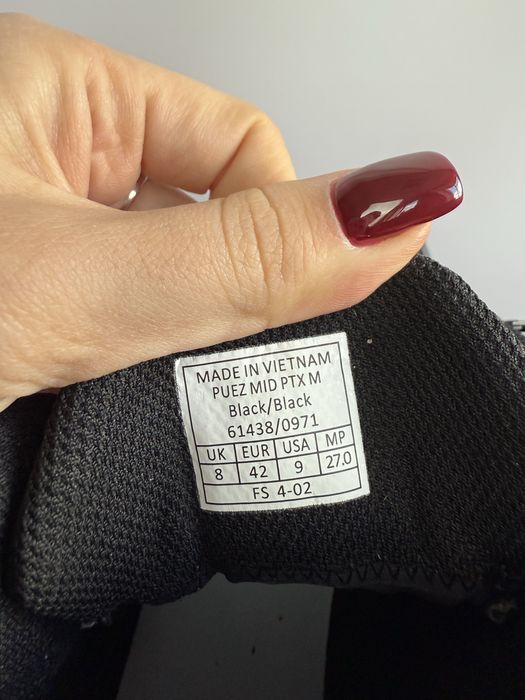 MADE IN VIETNAM
PUEZ MID PTX M
Black/Black
61438/0971
UK EUR USA MP
8 42 9 27.0
FS 4-02